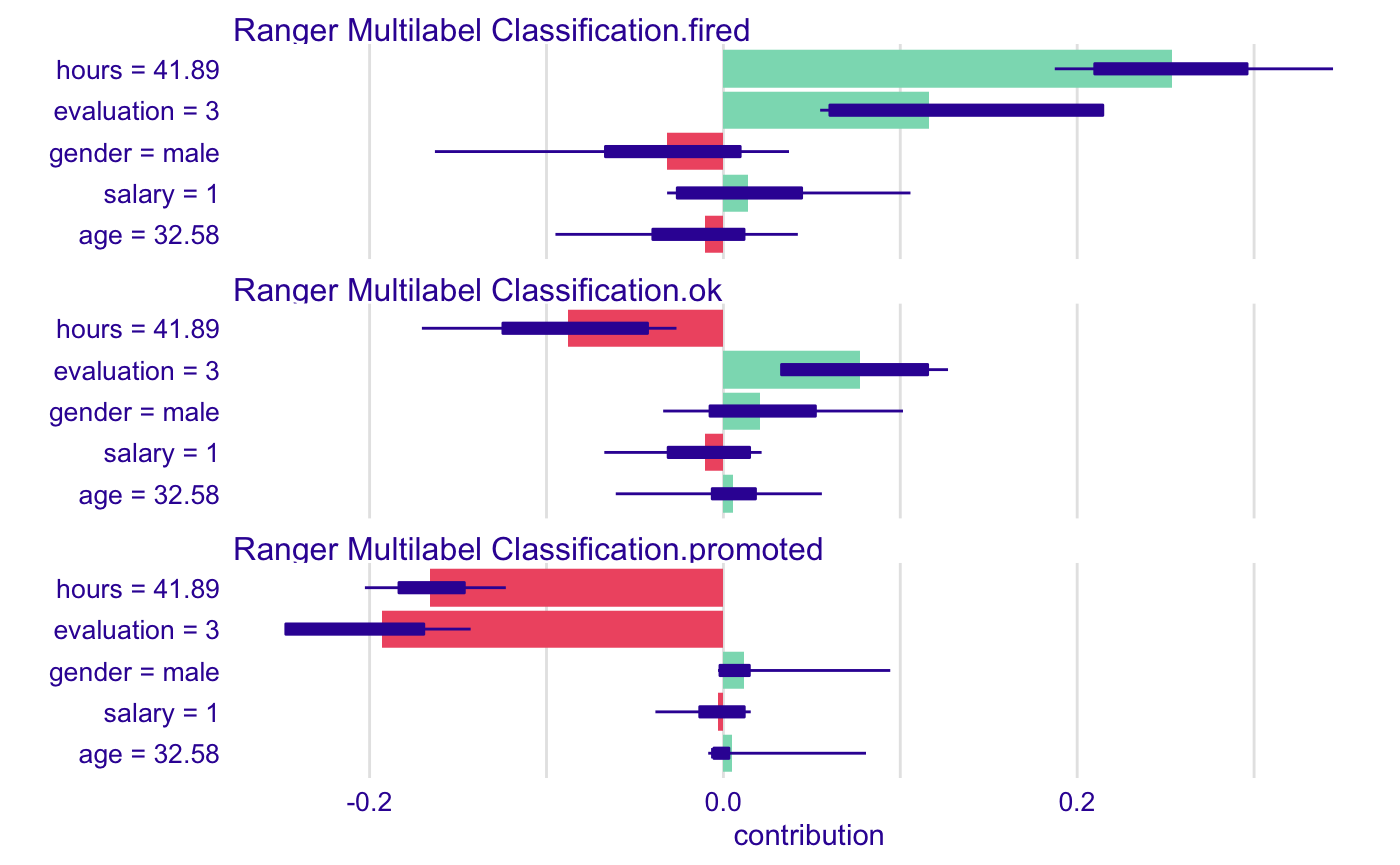 Ranger Multilabel Classification.fired
hours = 41.89
evaluation = 3
gender = male
salary = 1
age = 32.58
Ranger Multilabel Classification.ok
hours = 41.89
evaluation = 3
gender = male
salary = 1
age = 32.58
Ranger Multilabel Classification.promoted
hours = 41.89
evaluation = 3
gender = male
salary = 1
age = 32.58
-0.2 0.0 0.2
contribution